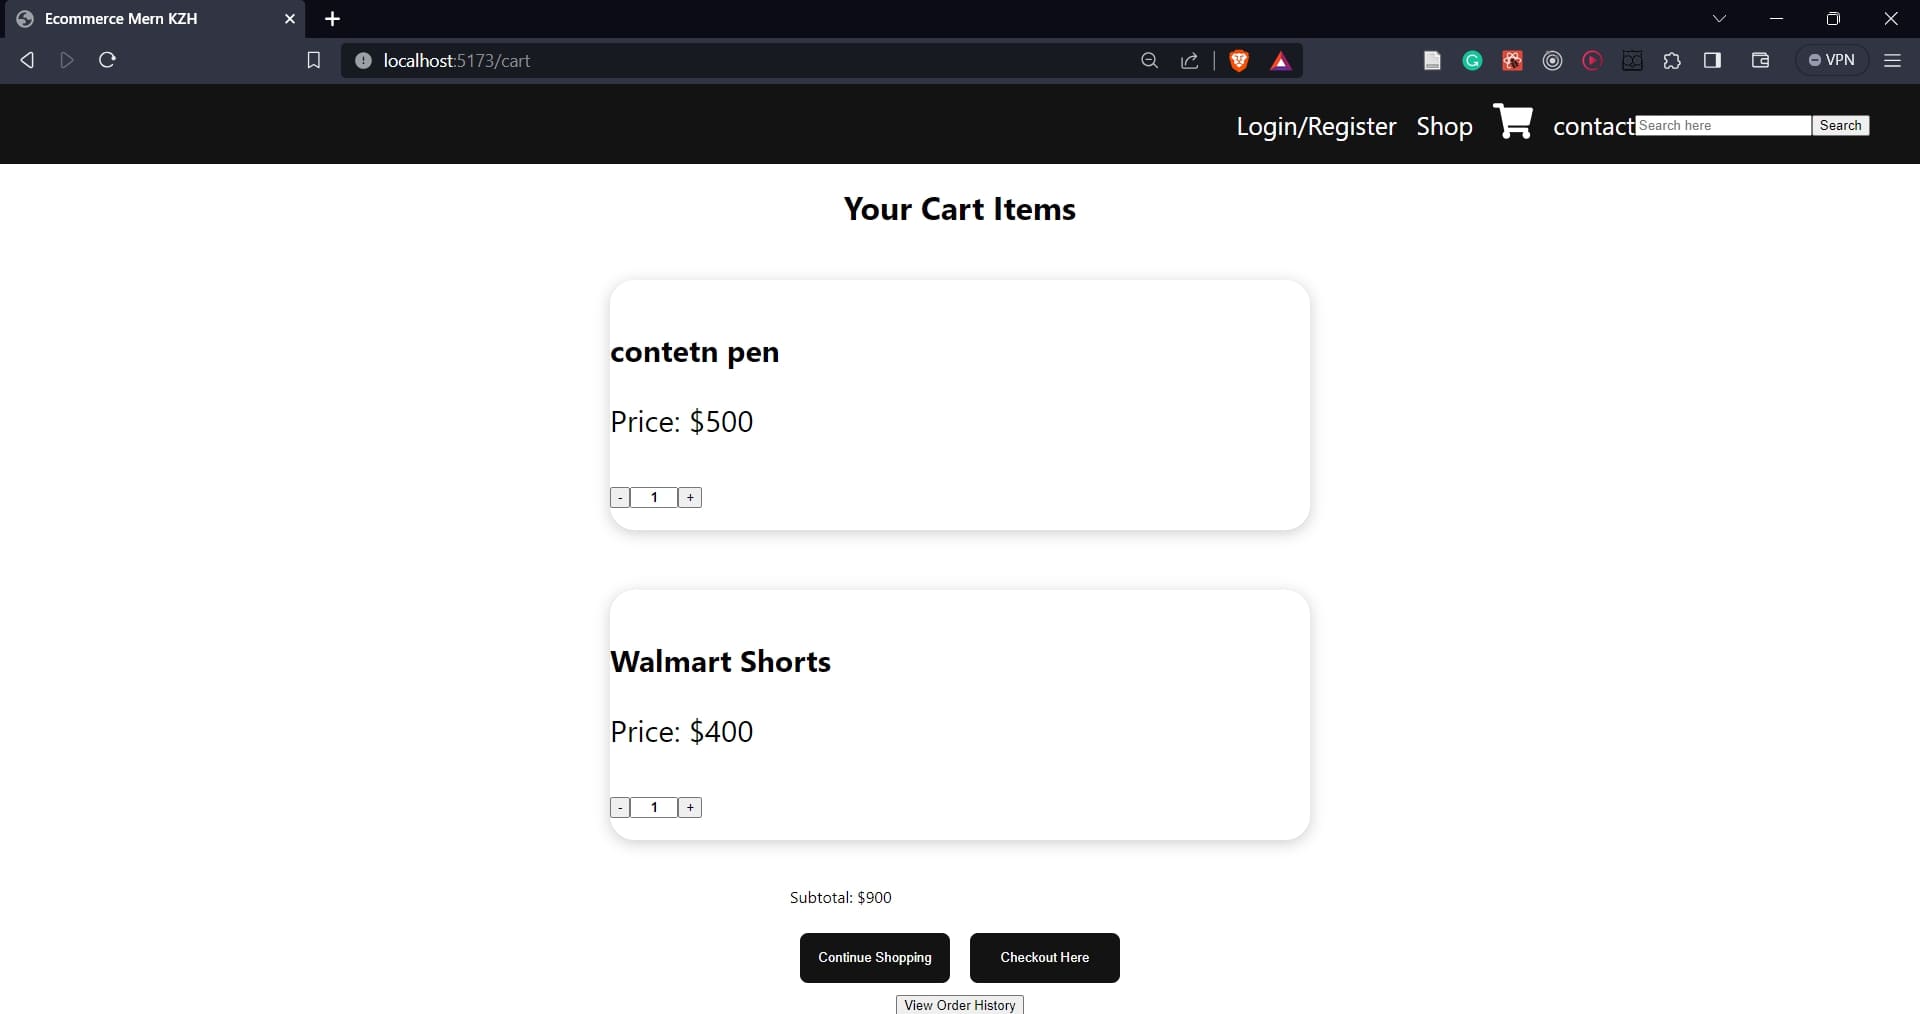 Ecommerce Mern KZH
localhost:5173/cart
VPN
Login/Register Shop contact Search here Search
Your Cart Items
contetn pen
Price: $500
- 1 +
Walmart Shorts
Price: $400
- 1 +
Subtotal: $900
Continue Shopping Checkout Here
View Order History